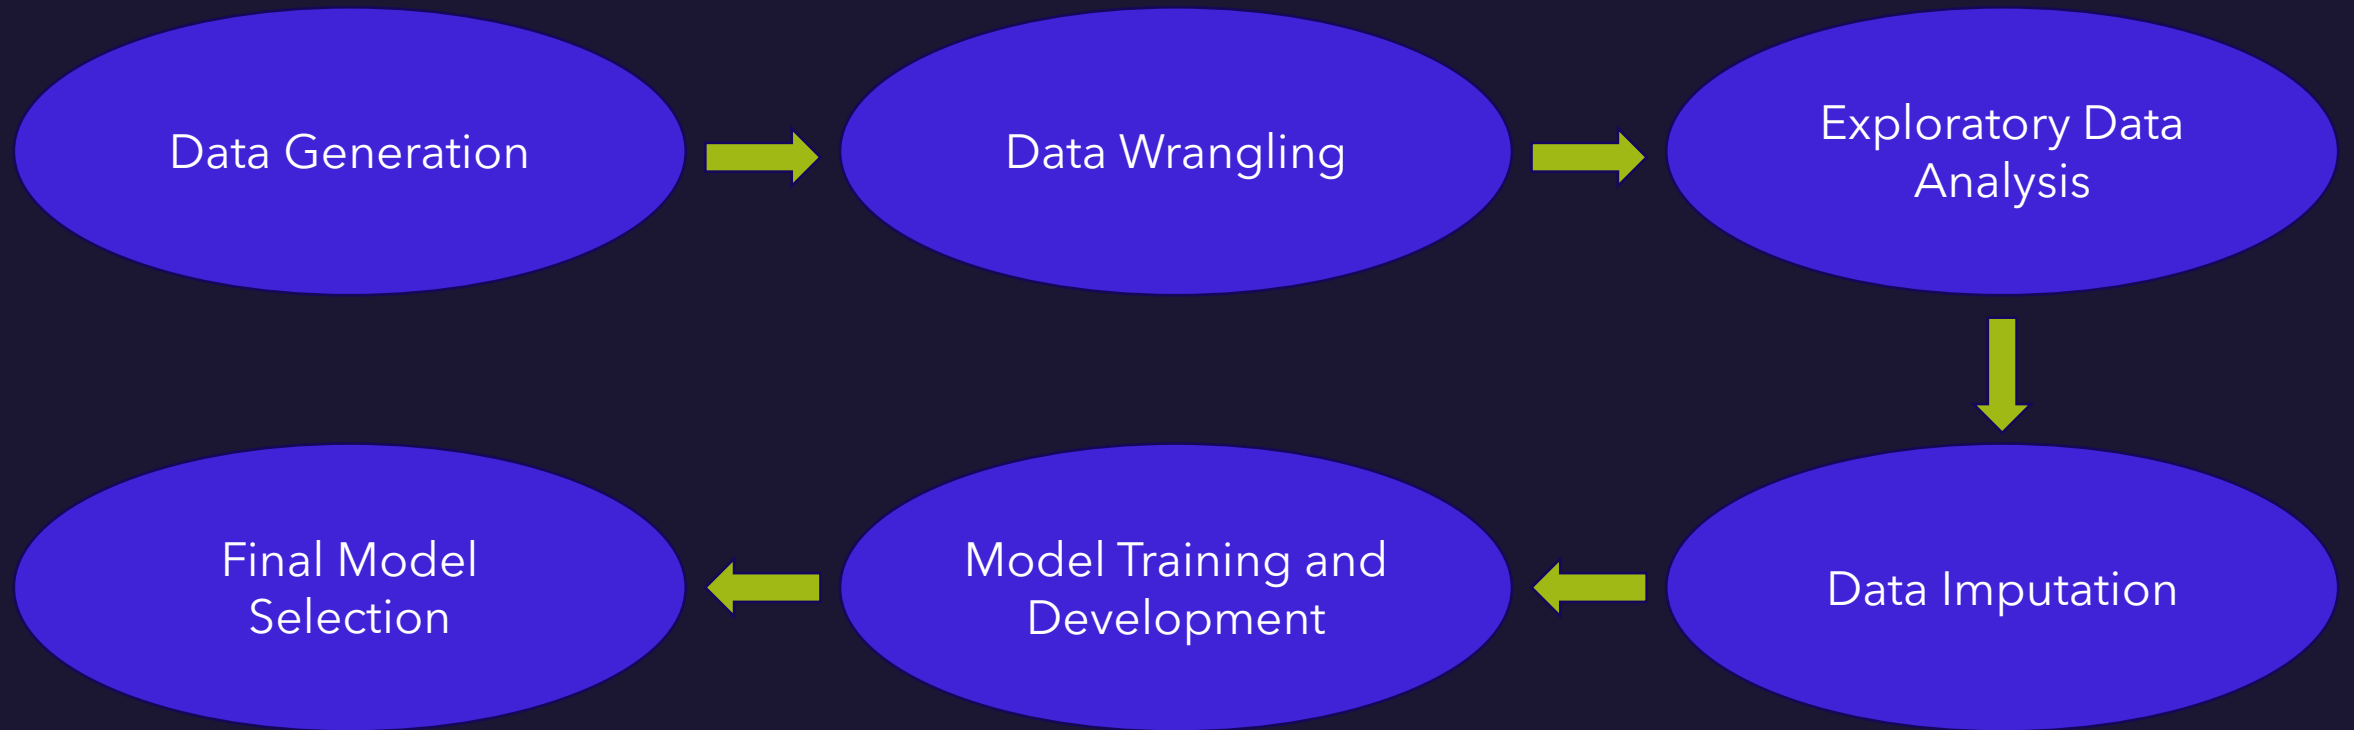 Data Generation
Data Wrangling
Exploratory Data
Analysis
Data Imputation
Model Training and
Development
Final Model
Selection